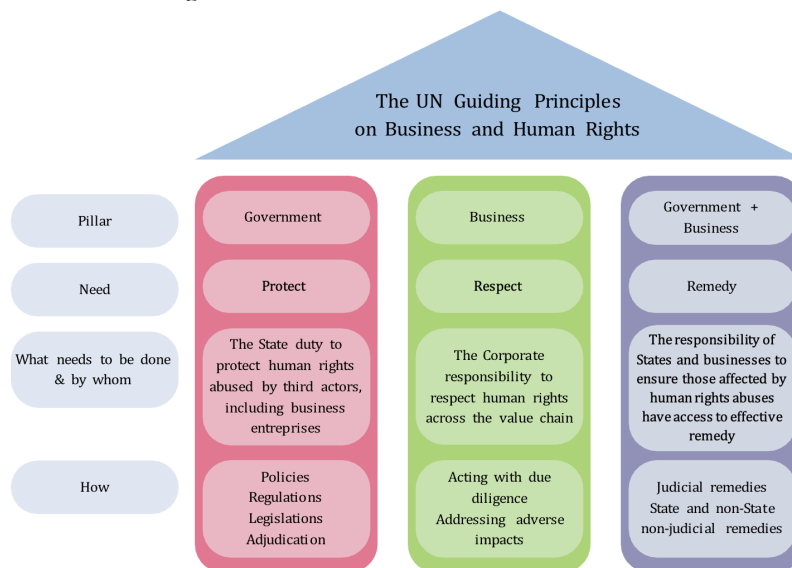 The UN Guiding Principles
on Business and Human Rights
Pillar
Government
Business
Government +
Business
Need
Protect
Respect
Remedy
What needs to be done
& by whom
The State duty to
protect human rights
abused by third actors,
including business
entreprises
The Corporate
responsibility to
respect human rights
across the value chain
The responsibility of
States and businesses to
ensure those affected by
human rights abuses
have access to effective
remedy
How
Policies
Regulations
Legislations
Adjudication
Acting with due
diligence
Addressing adverse
impacts
Judicial remedies
State and non-State
non-judicial remedies